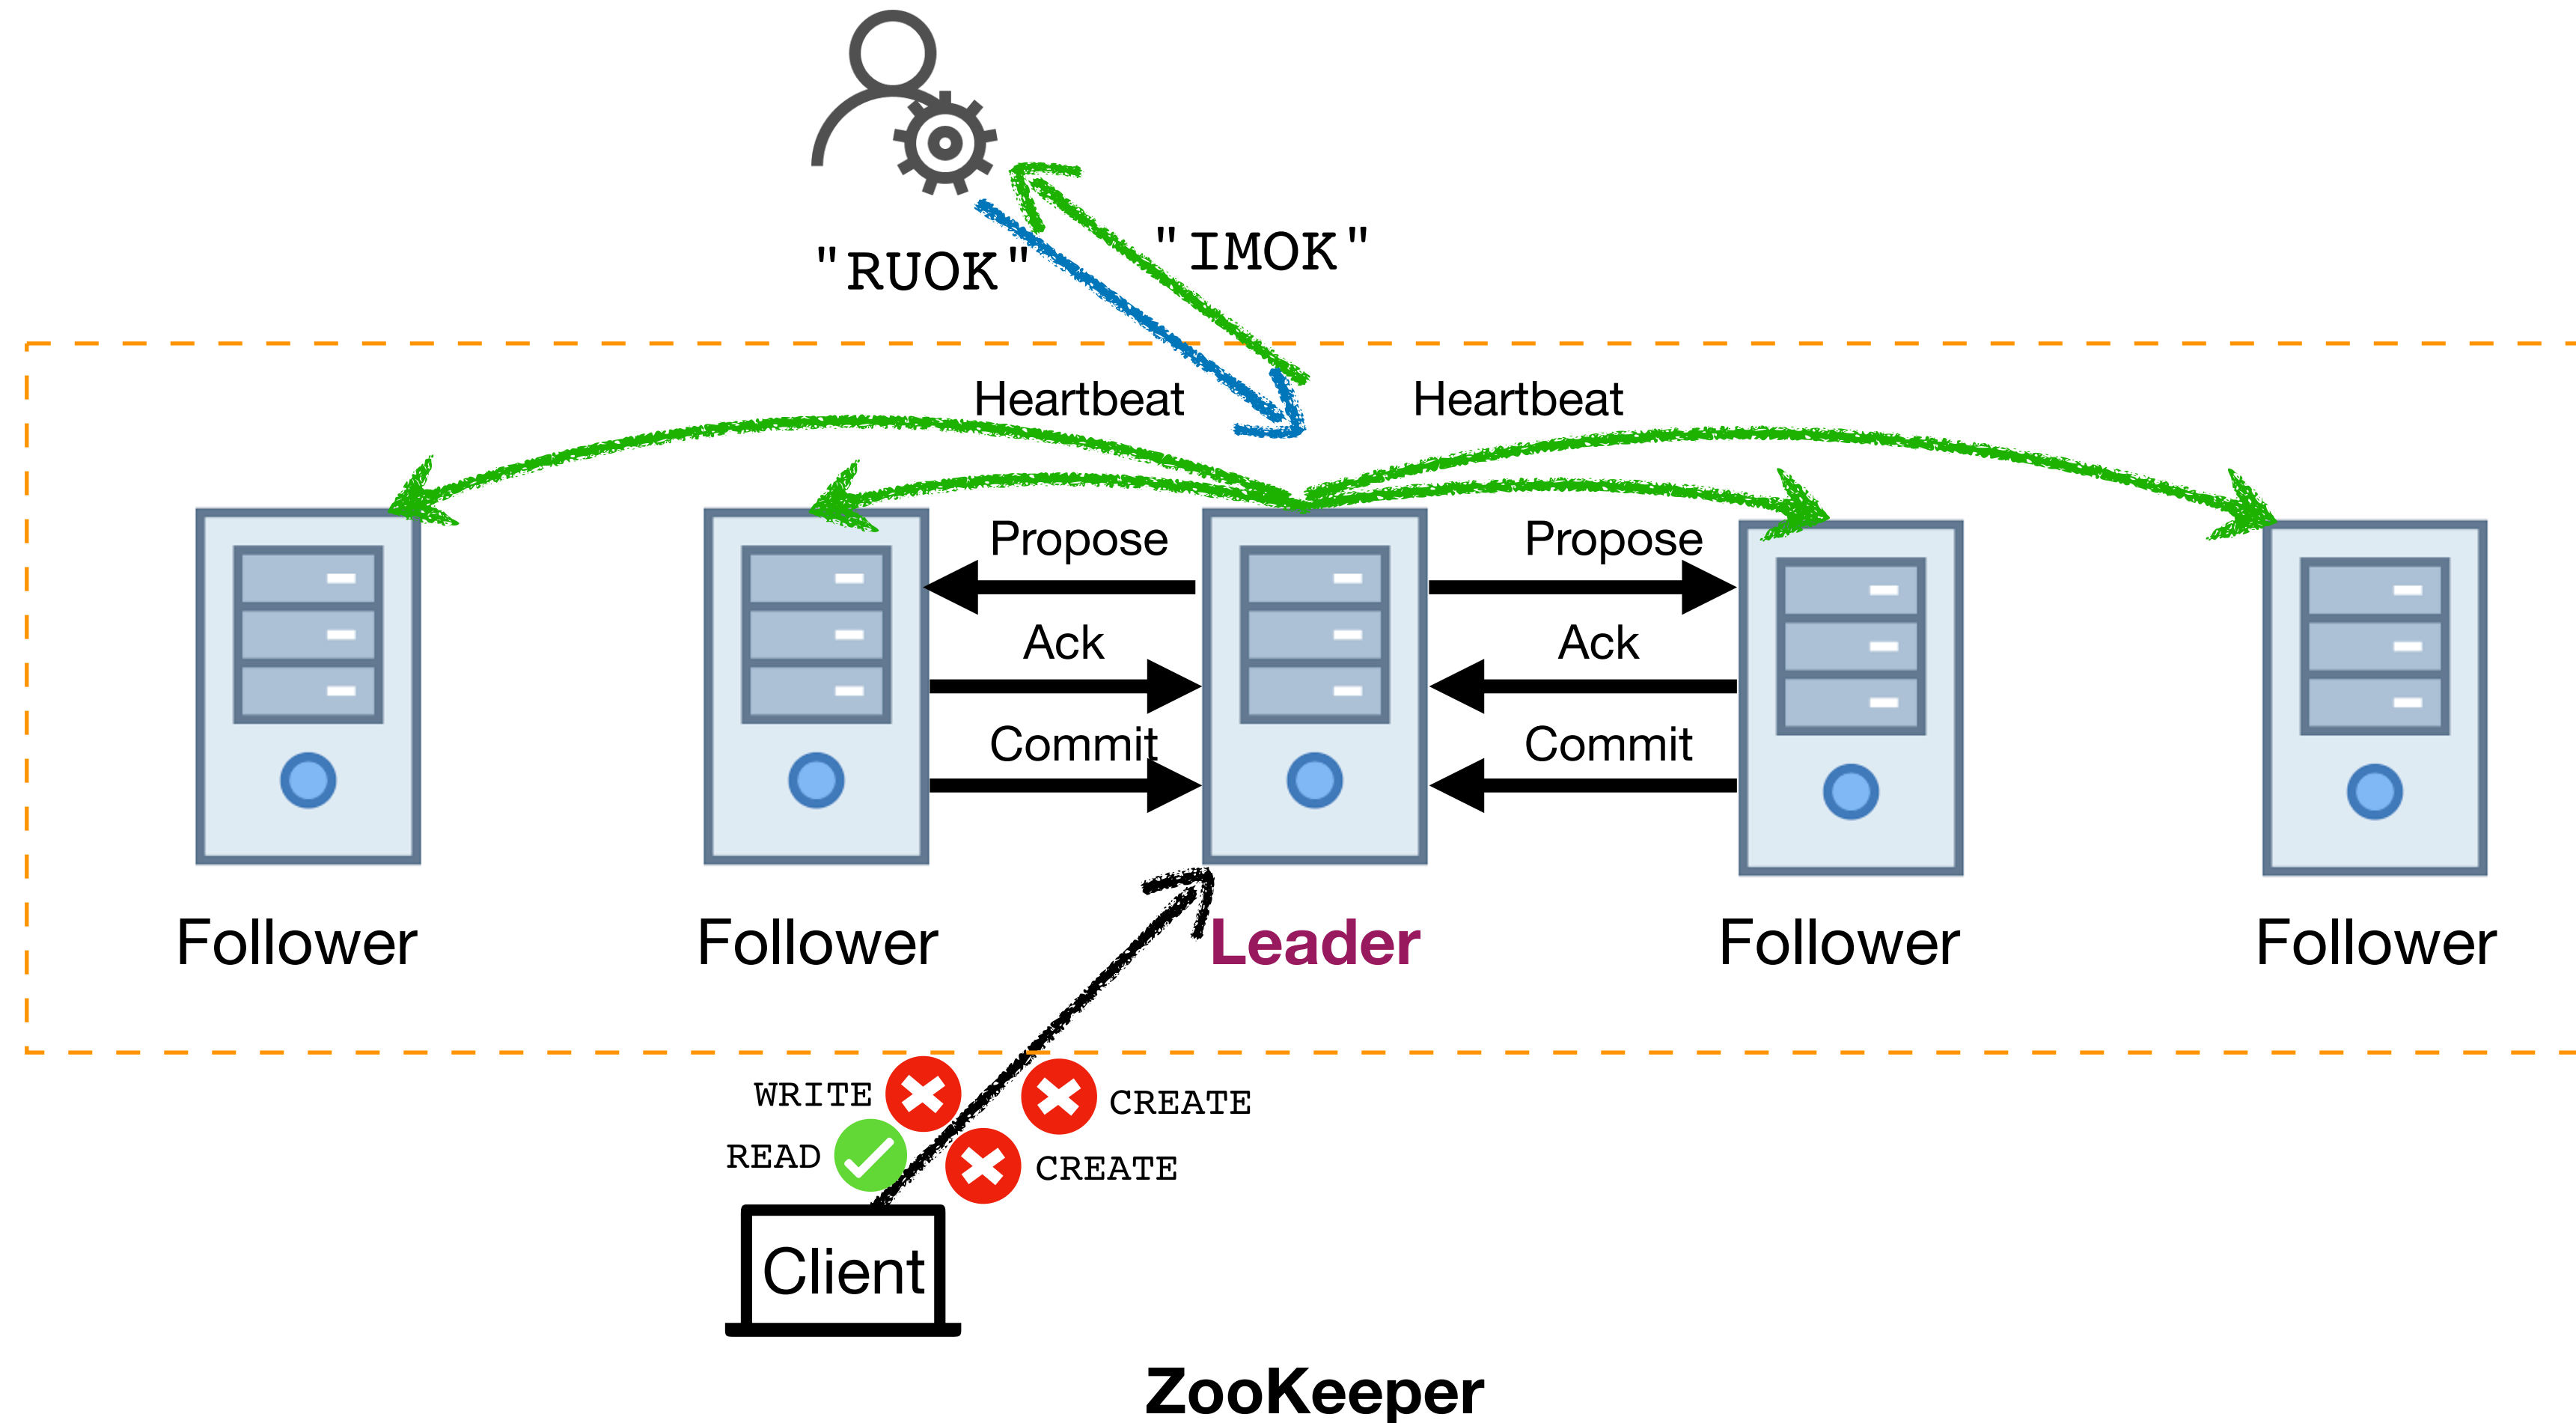 "RUOK"
"IMOK"
Heartbeat
Heartbeat
Propose
Propose
Ack
Ack
Commit
Commit
Follower
Follower
Leader
Follower
Follower
WRITE
CREATE
READ
CREATE
Client
ZooKeeper